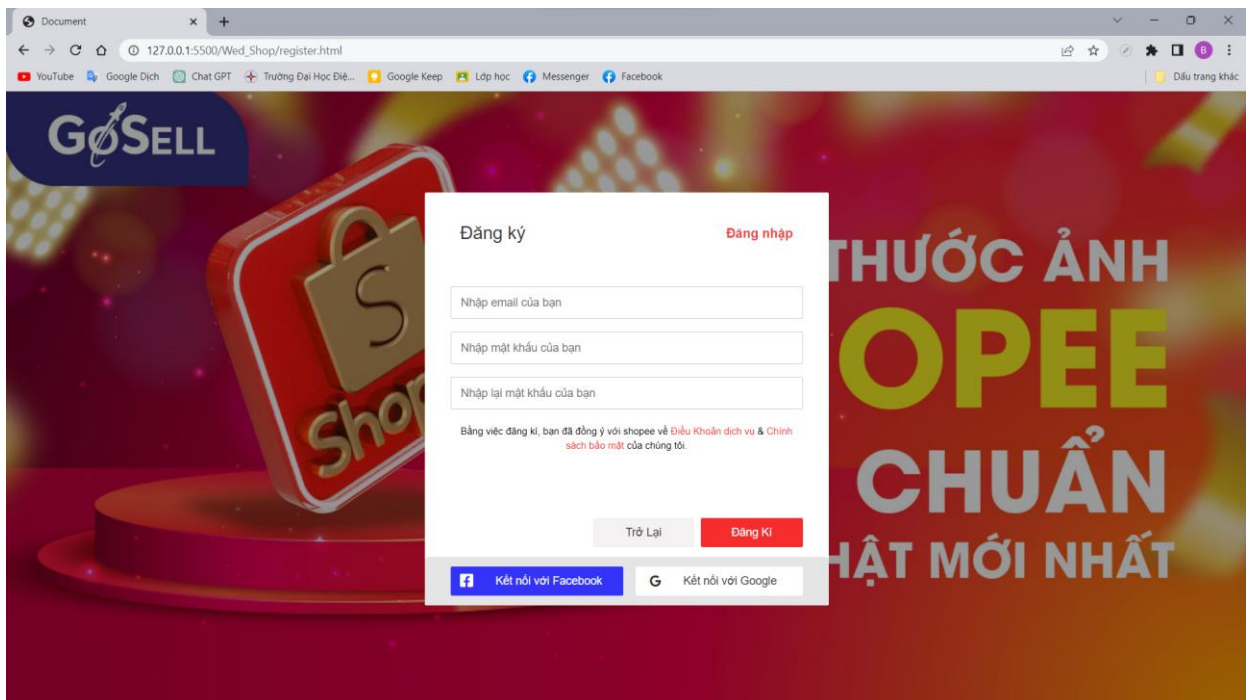 Document
127.0.0.1:5500/Wed_Shop/register.html
B
YouTube Google Dịch Chat GPT Trường Đại Học Điệ... Google Keep Lớp học Messenger Facebook Dấu trang khác
GoSELL
S
Shop
THƯỚC ẢNH
OPEE
CHUẨN
HẬT MỚI NHẤT
Đăng ký Đăng nhập
Nhập email của bạn
Nhập mật khẩu của bạn
Nhập lại mật khẩu của bạn
Bằng việc đăng kí, bạn đã đồng ý với shopee về Điều Khoản dich vu & Chính
sách bảo mật của chúng tôi.
Trở Lại Đăng Kí
Kết nối với Facebook G Kết nối với Google